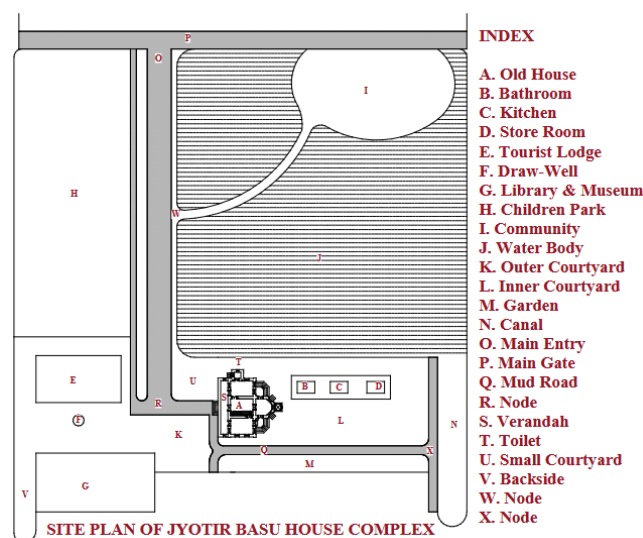 P
O
I
H
W
J
T
E
U
S
A
B
C
D
R
F
K
L
N
Q
X
M
G
V
SITE PLAN OF JYOTIR BASU HOUSE COMPLEX
INDEX
A. Old House
B. Bathroom
C. Kitchen
D. Store Room
E. Tourist Lodge
F. Draw-Well
G. Library & Museum
H. Children Park
I. Community
J. Water Body
K. Outer Courtyard
L. Inner Courtyard
M. Garden
N. Canal
O. Main Entry
P. Main Gate
Q. Mud Road
R. Node
S. Verandah
T. Toilet
U. Small Courtyard
V. Backside
W. Node
X. Node